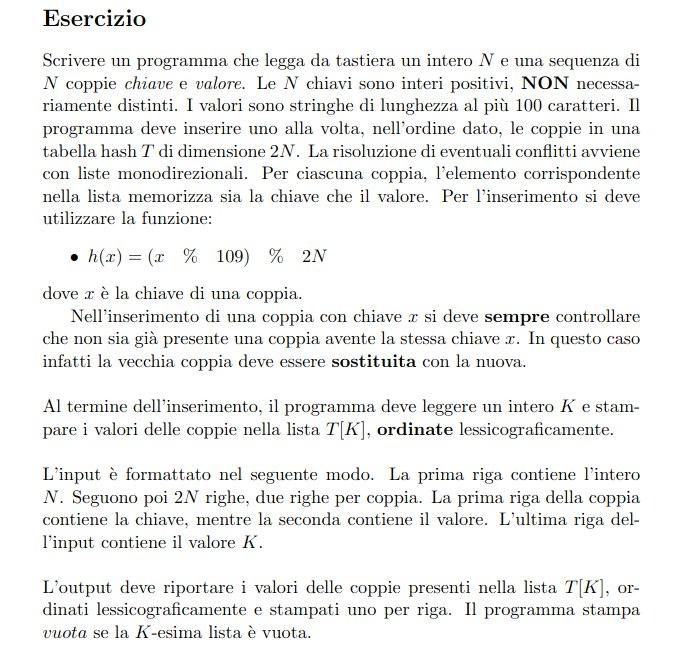 Esercizio
Scrivere un programma che legga da tastiera un intero N e una sequenza di
N coppie chiave e valore. Le N chiavi sono interi positivi, NON necessa-
riamente distinti. I valori sono stringhe di lunghezza al più 100 caratteri. Il
programma deve inserire uno alla volta, nell'ordine dato, le coppie in una
tabella hash T di dimensione 2N. La risoluzione di eventuali conflitti avviene
con liste monodirezionali. Per ciascuna coppia, l'elemento corrispondente
nella lista memorizza sia la chiave che il valore. Per l'inserimento si deve
utilizzare la funzione:
• h(x) = (x % 109) % 2N
dove x è la chiave di una coppia.
Nell'inserimento di una coppia con chiave x si deve sempre controllare
che non sia già presente una coppia avente la stessa chiave x. In questo caso
infatti la vecchia coppia deve essere sostituita con la nuova.
Al termine dell'inserimento, il programma deve leggere un intero K e stam-
pare i valori delle coppie nella lista T[K], ordinate lessicograficamente.
L'input è formattato nel seguente modo. La prima riga contiene l'intero
N. Seguono poi 2N righe, due righe per coppia. La prima riga della coppia
contiene la chiave, mentre la seconda contiene il valore. L'ultima riga del-
l'input contiene il valore K.
L'output deve riportare i valori delle coppie presenti nella lista T[K], or-
dinati lessicograficamente e stampati uno per riga. Il programma stampa
vuota se la K-esima lista è vuota.